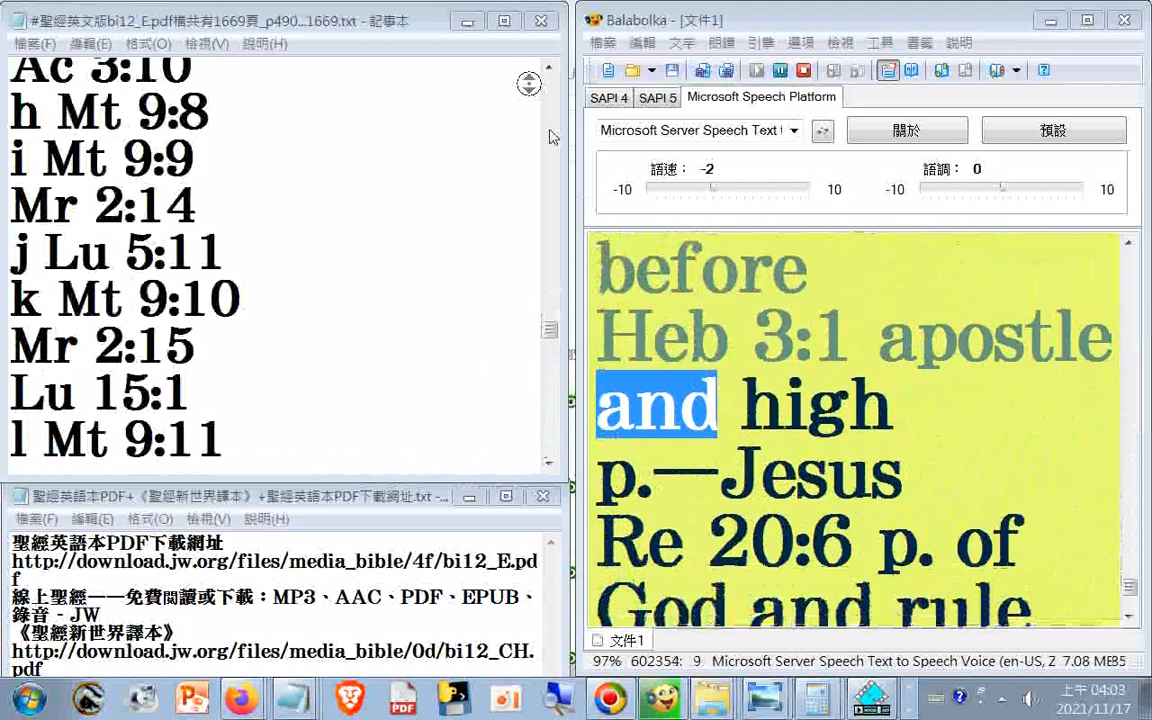 #聖經英文版bi12_E.pdf橫共有1669頁_p490...1669.txt - 記事本
檔案(F) 編輯(E) 格式(O) 檢視(V) 說明(H)
Ac 3:10
h Mt 9:8
i Mt 9:9
Mr 2:14
j Lu 5:11
k Mt 9:10
Mr 2:15
Lu 15:1
l Mt 9:11
聖經英語本PDF+《聖經新世界譯本》+聖經英語本PDF下載網址.txt -...
檔案(F) 編輯(E) 格式(O) 檢視(V) 說明(H)
聖經英語本PDF下載網址
http://download.jw.org/files/media_bible/4f/bi12_E.pd
f
線上聖經——免費閱讀或下載：MP3、AAC、PDF、EPUB、
錄音 - JW
《聖經新世界譯本》
http://download.jw.org/files/media_bible/0d/bi12_CH.
pdf
Balabolka - [文件1]
檔案 編輯 文字 朗讀 引擎 選項 檢視 工具 書籤 說明
SAPI 4 SAPI 5 Microsoft Speech Platform
Microsoft Server Speech Text 關於 預設
語速： -2 語調： 0
-10 10 -10 10
before
Heb 3:1 apostle
and high
p.—Jesus
Re 20:6 p. of
God and rule
文件1
97% 602354: 9 Microsoft Server Speech Text to Speech Voice (en-US, Z 7.08 MB
上午 04:03
2021/11/17